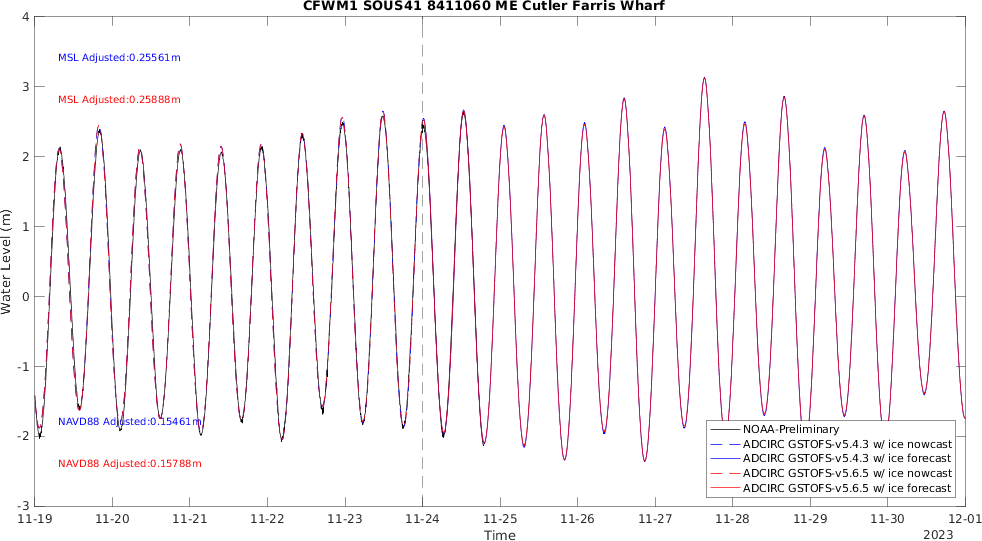 CFWM1 SOUS41 8411060 ME Cutler Farris Wharf
4
3
2
1
0
-1
-2
-3
Water Level (m)
MSL Adjusted:0.25561m
MSL Adjusted:0.25888m
NAVD88 Adjusted:0.15461m
NAVD88 Adjusted:0.15788m
NOAA-Preliminary
ADCIRC GSTOFS-v5.4.3 w/ ice nowcast
ADCIRC GSTOFS-v5.4.3 w/ ice forecast
ADCIRC GSTOFS-v5.6.5 w/ ice nowcast
ADCIRC GSTOFS-v5.6.5 w/ ice forecast
11-19 11-20 11-21 11-22 11-23 11-24 11-25 11-26 11-27 11-28 11-29 11-30 12-01
Time
2023